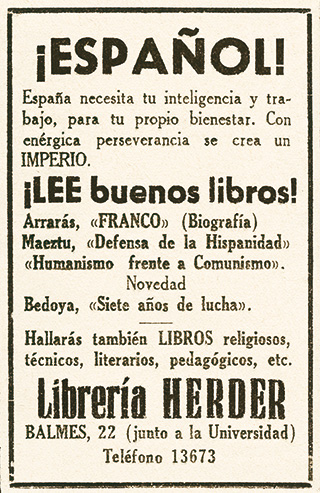 ¡ESPAÑOL!
España necesita tu inteligencia y tra-
bajo, para tu propio bienestar. Con
enérgica perseverancia se crea un
IMPERIO.
¡LEE buenos libros!
Arrarás, «FRANCO» (Biografía)
Maeztu, «Defensa de la Hispanidad»
«Humanismo frente a Comunismo».
Novedad
Bedoya, «Siete años de lucha».
Hallarás también LIBROS religiosos,
técnicos, literarios, pedagógicos, etc.
Librería HERDER
BALMES, 22 (junto a la Universidad)
Teléfono 13673